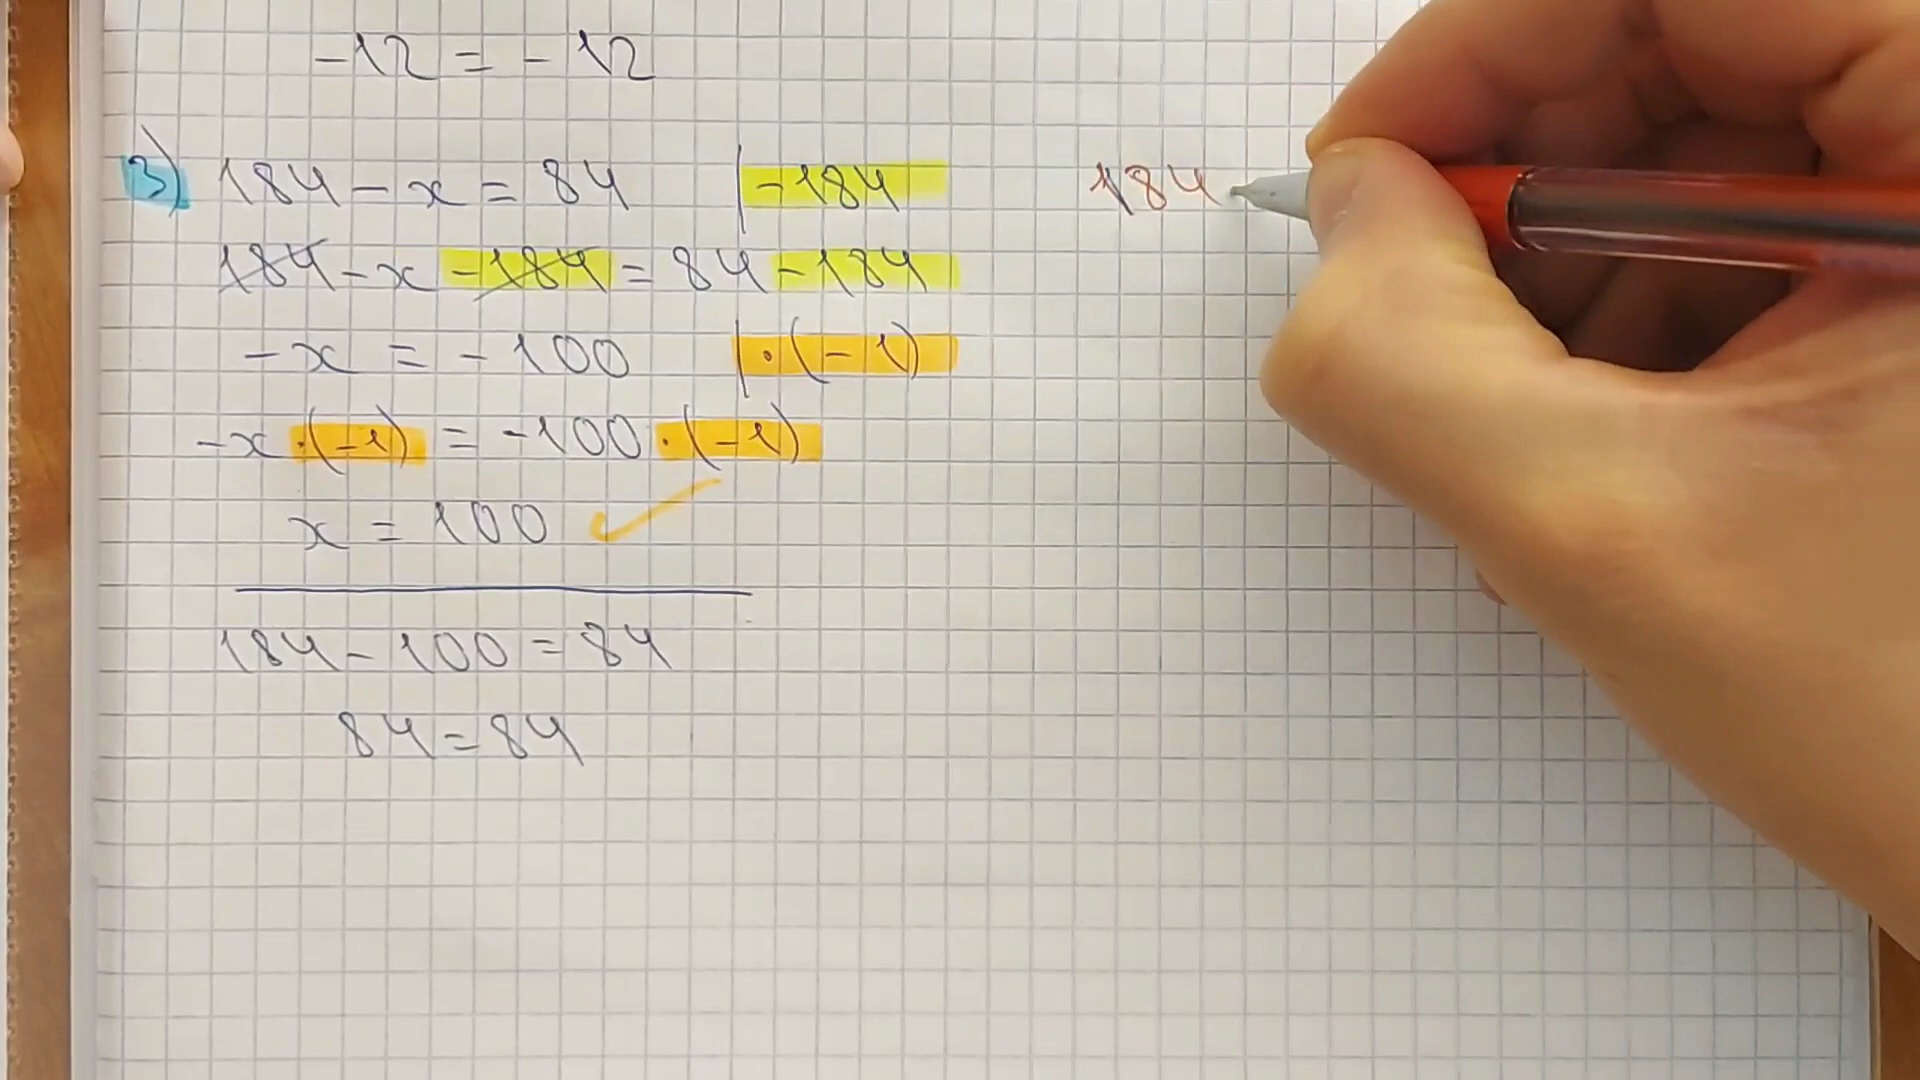 -12 = -12
3) 184 - x = 84 | -184
184 - x - 184 = 84 - 184
-x = -100 | · (-1)
-x · (-1) = -100 · (-1)
x = 100 ✓
184 - 100 = 84
84 = 84
184 -